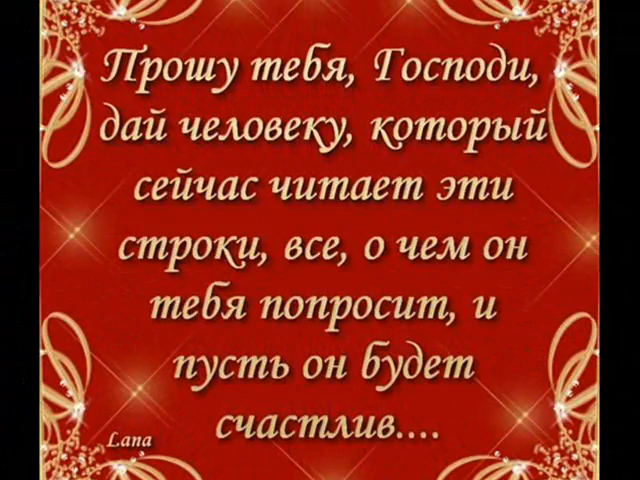 Прошу тебя, Господи,
дай человеку, который
сейчас читает эти
строки, все, о чем он
тебя попросит, и
пусть он будет
счастлив....
Lana